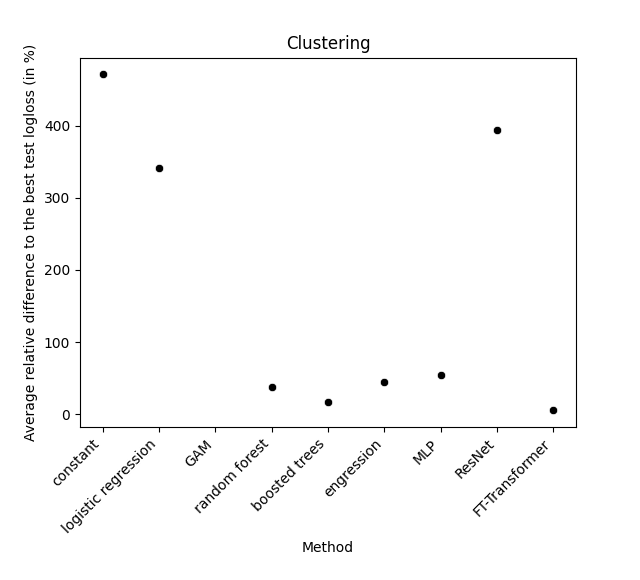 Clustering
Average relative difference to the best test logloss (in %)
400
300
200
100
0
constant
logistic regression
GAM
random forest
boosted trees
engression
MLP
ResNet
FT-Transformer
Method